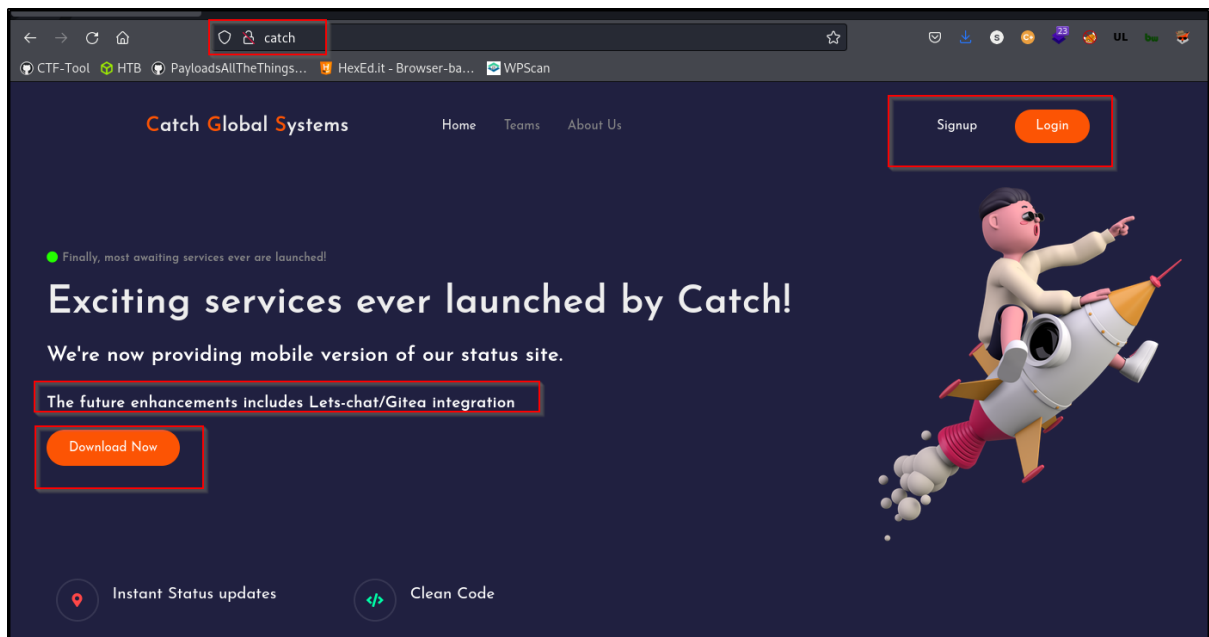 catch
23
UL
CTF-Tool HTB PayloadsAllTheThings... HexEd.it - Browser-ba... WPScan
Catch Global Systems Home Teams About Us Signup Login
Finally, most awaiting services ever are launched!
Exciting services ever launched by Catch!
We're now providing mobile version of our status site.
The future enhancements includes Lets-chat/Gitea integration
Download Now
Instant Status updates Clean Code